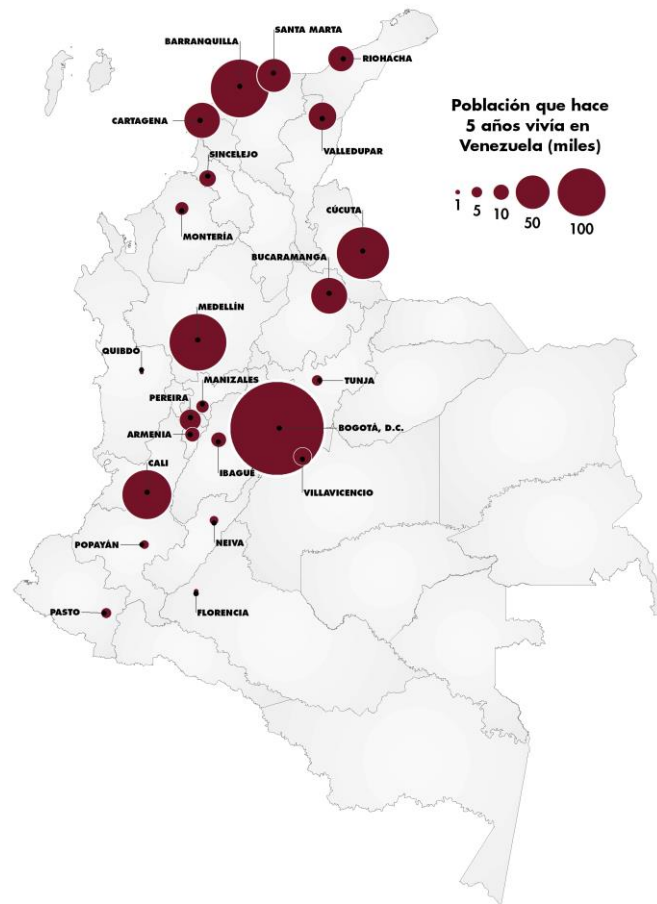 SANTA MARTA
BARRANQUILLA
RIOHACHA
CARTAGENA
VALLEDUPAR
SINCELEJO
MONTERÍA
Población que hace
5 años vivía en
Venezuela (miles)
1 5 10 50 100
CÚCUTA
BUCARAMANGA
MEDELLÍN
QUIBDÓ
MANIZALES
TUNJA
PEREIRA
ARMENIA
BOGOTÁ, D.C.
CALI
IBAGUÉ
VILLAVICENCIO
POPAYÁN
NEIVA
PASTO
FLORENCIA